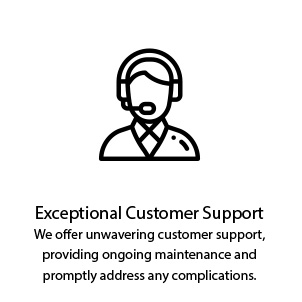 Exceptional Customer Support
We offer unwavering customer support,
providing ongoing maintenance and
promptly address any complications.